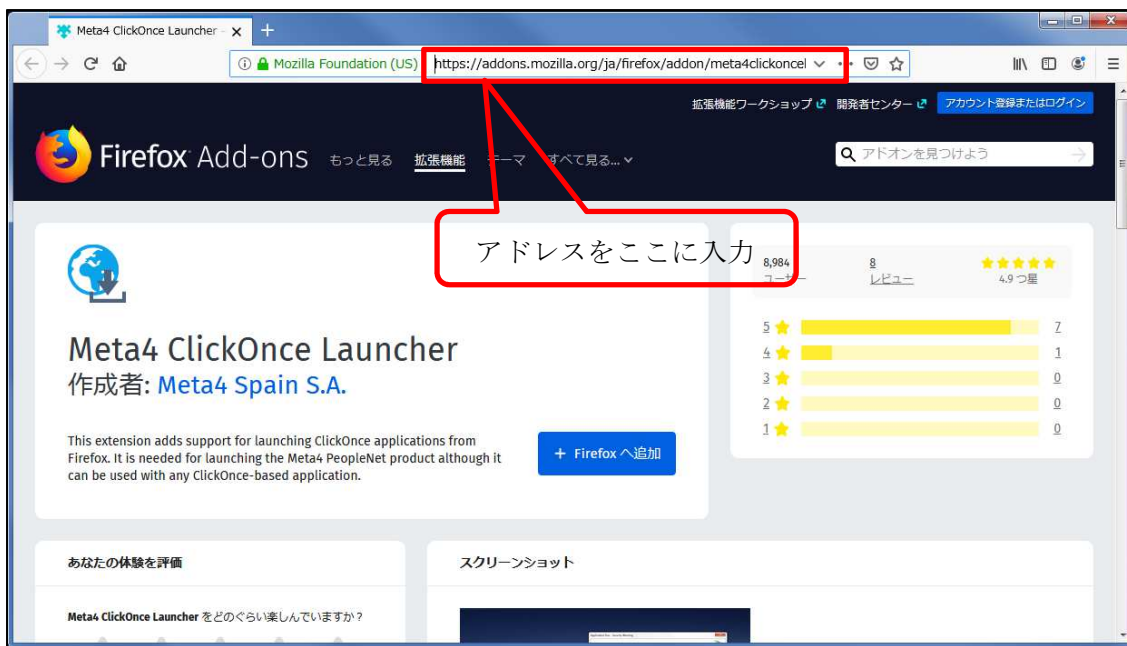 Meta4 ClickOnce Launcher -
Mozilla Foundation (US)
https://addons.mozilla.org/ja/firefox/addon/meta4clickoncel
拡張機能ワークショップ 開発者センター アカウント登録またはログイン
Firefox Add-ons もっと見る 拡張機能 テーマ すべて見る...
アドオンを見つけよう
アドレスをここに入力
8,984
ユーザー
8
レビュー
4.9 つ星
Meta4 ClickOnce Launcher
作成者: Meta4 Spain S.A.
5 7
4 1
3 0
2 0
1 0
This extension adds support for launching ClickOnce applications from
Firefox. It is needed for launching the Meta4 PeopleNet product although it
can be used with any ClickOnce-based application.
+ Firefox へ追加
あなたの体験を評価
スクリーンショット
Meta4 ClickOnce Launcher をどのぐらい楽しんでいますか？